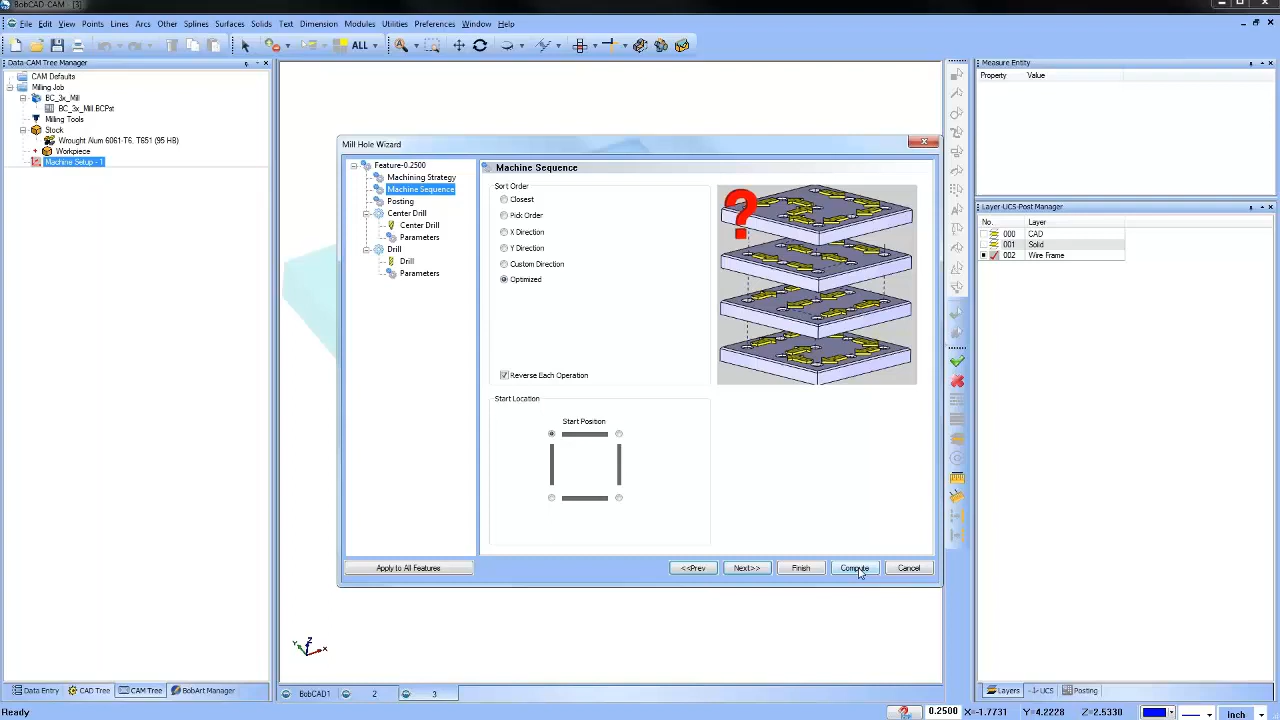 BobCAD-CAM - [3]
File Edit View Points Lines Arcs Other Splines Surfaces Solids Text Dimension Modules Utilities Preferences Window Help
ALL
Data-CAM Tree Manager
CAM Defaults
Milling Job
BC_3x_Mill
BC_3x_Mill.BCPst
Milling Tools
Stock
Wrought Alum 6061-T6, T651 (95 HB)
Workpiece
Machine Setup - 1
Mill Hole Wizard
Feature-0.2500
Machining Strategy
Machine Sequence
Posting
Center Drill
Center Drill
Parameters
Drill
Drill
Parameters
Machine Sequence
Sort Order
Closest
Pick Order
X Direction
Y Direction
Custom Direction
Optimized
Reverse Each Operation
?
Start Location
Start Position
Apply to All Features
<<Prev
Next>>
Finish
Compute
Cancel
Measure Entity
Property Value
Layer-UCS-Post Manager
No. Layer
000 CAD
001 Solid
002 Wire Frame
Z
Y
X
Data Entry CAD Tree CAM Tree BobArt Manager
BobCAD1 2 3
Layers UCS Posting
Ready
0.2500 X=-1.7731 Y=4.2228 Z=2.5330 Inch